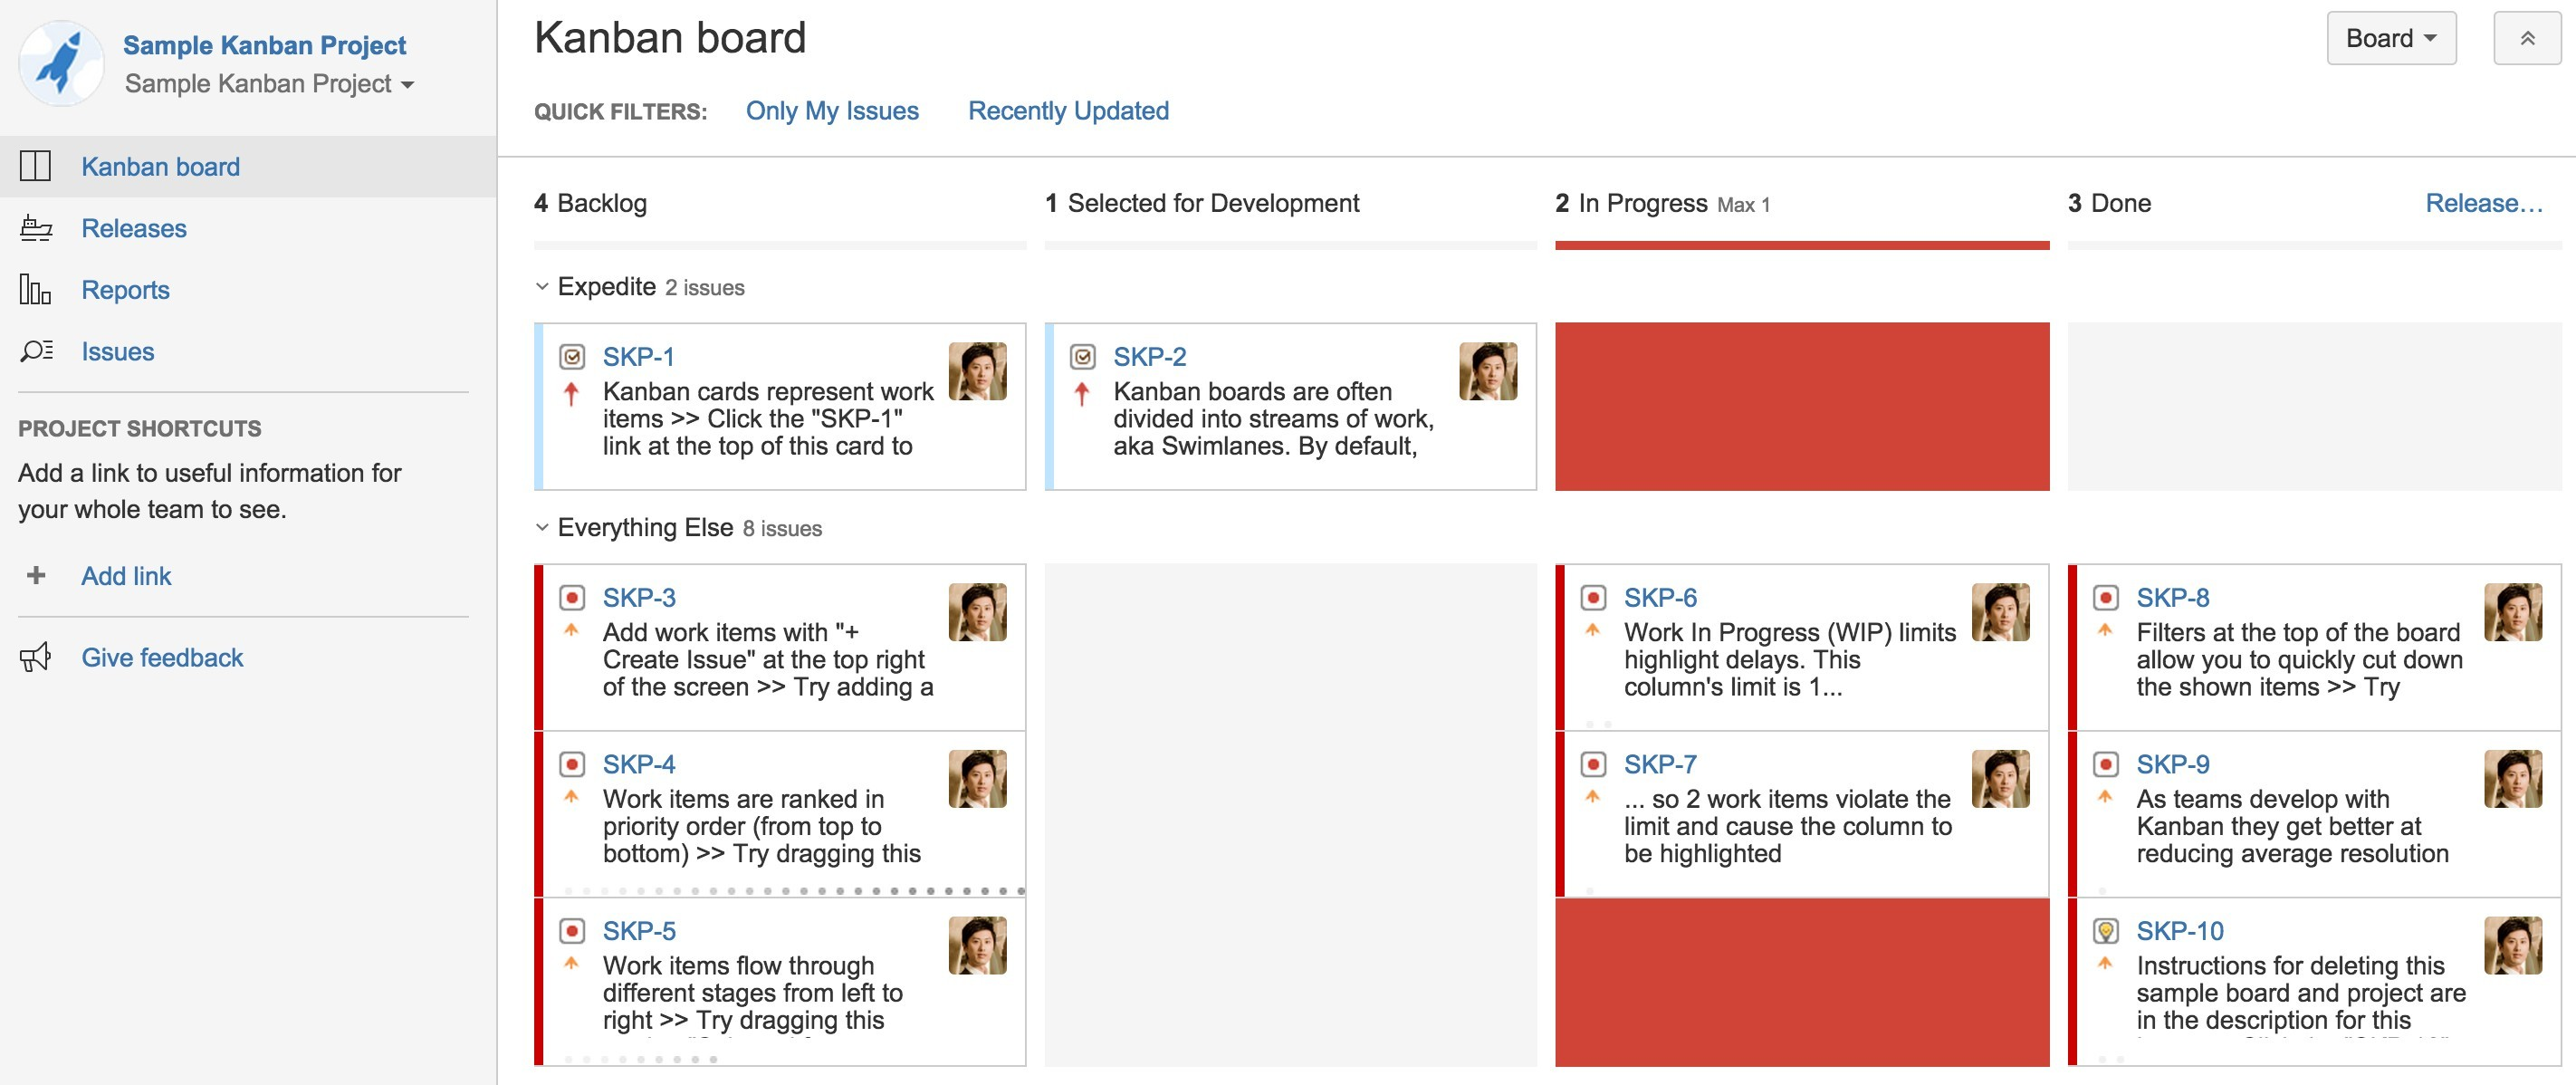 Sample Kanban Project
Sample Kanban Project
Kanban board
Releases
Reports
Issues
PROJECT SHORTCUTS
Add a link to useful information for
your whole team to see.
+ Add link
Give feedback
Kanban board
Board
QUICK FILTERS: Only My Issues Recently Updated
4 Backlog
1 Selected for Development
2 In Progress Max 1
3 Done
Release…
Expedite 2 issues
SKP-1
Kanban cards represent work
items >> Click the "SKP-1"
link at the top of this card to
SKP-2
Kanban boards are often
divided into streams of work,
aka Swimlanes. By default,
Everything Else 8 issues
SKP-3
Add work items with "+
Create Issue" at the top right
of the screen >> Try adding a
SKP-4
Work items are ranked in
priority order (from top to
bottom) >> Try dragging this
SKP-5
Work items flow through
different stages from left to
right >> Try dragging this
SKP-6
Work In Progress (WIP) limits
highlight delays. This
column's limit is 1...
SKP-7
... so 2 work items violate the
limit and cause the column to
be highlighted
SKP-8
Filters at the top of the board
allow you to quickly cut down
the shown items >> Try
SKP-9
As teams develop with
Kanban they get better at
reducing average resolution
SKP-10
Instructions for deleting this
sample board and project are
in the description for this